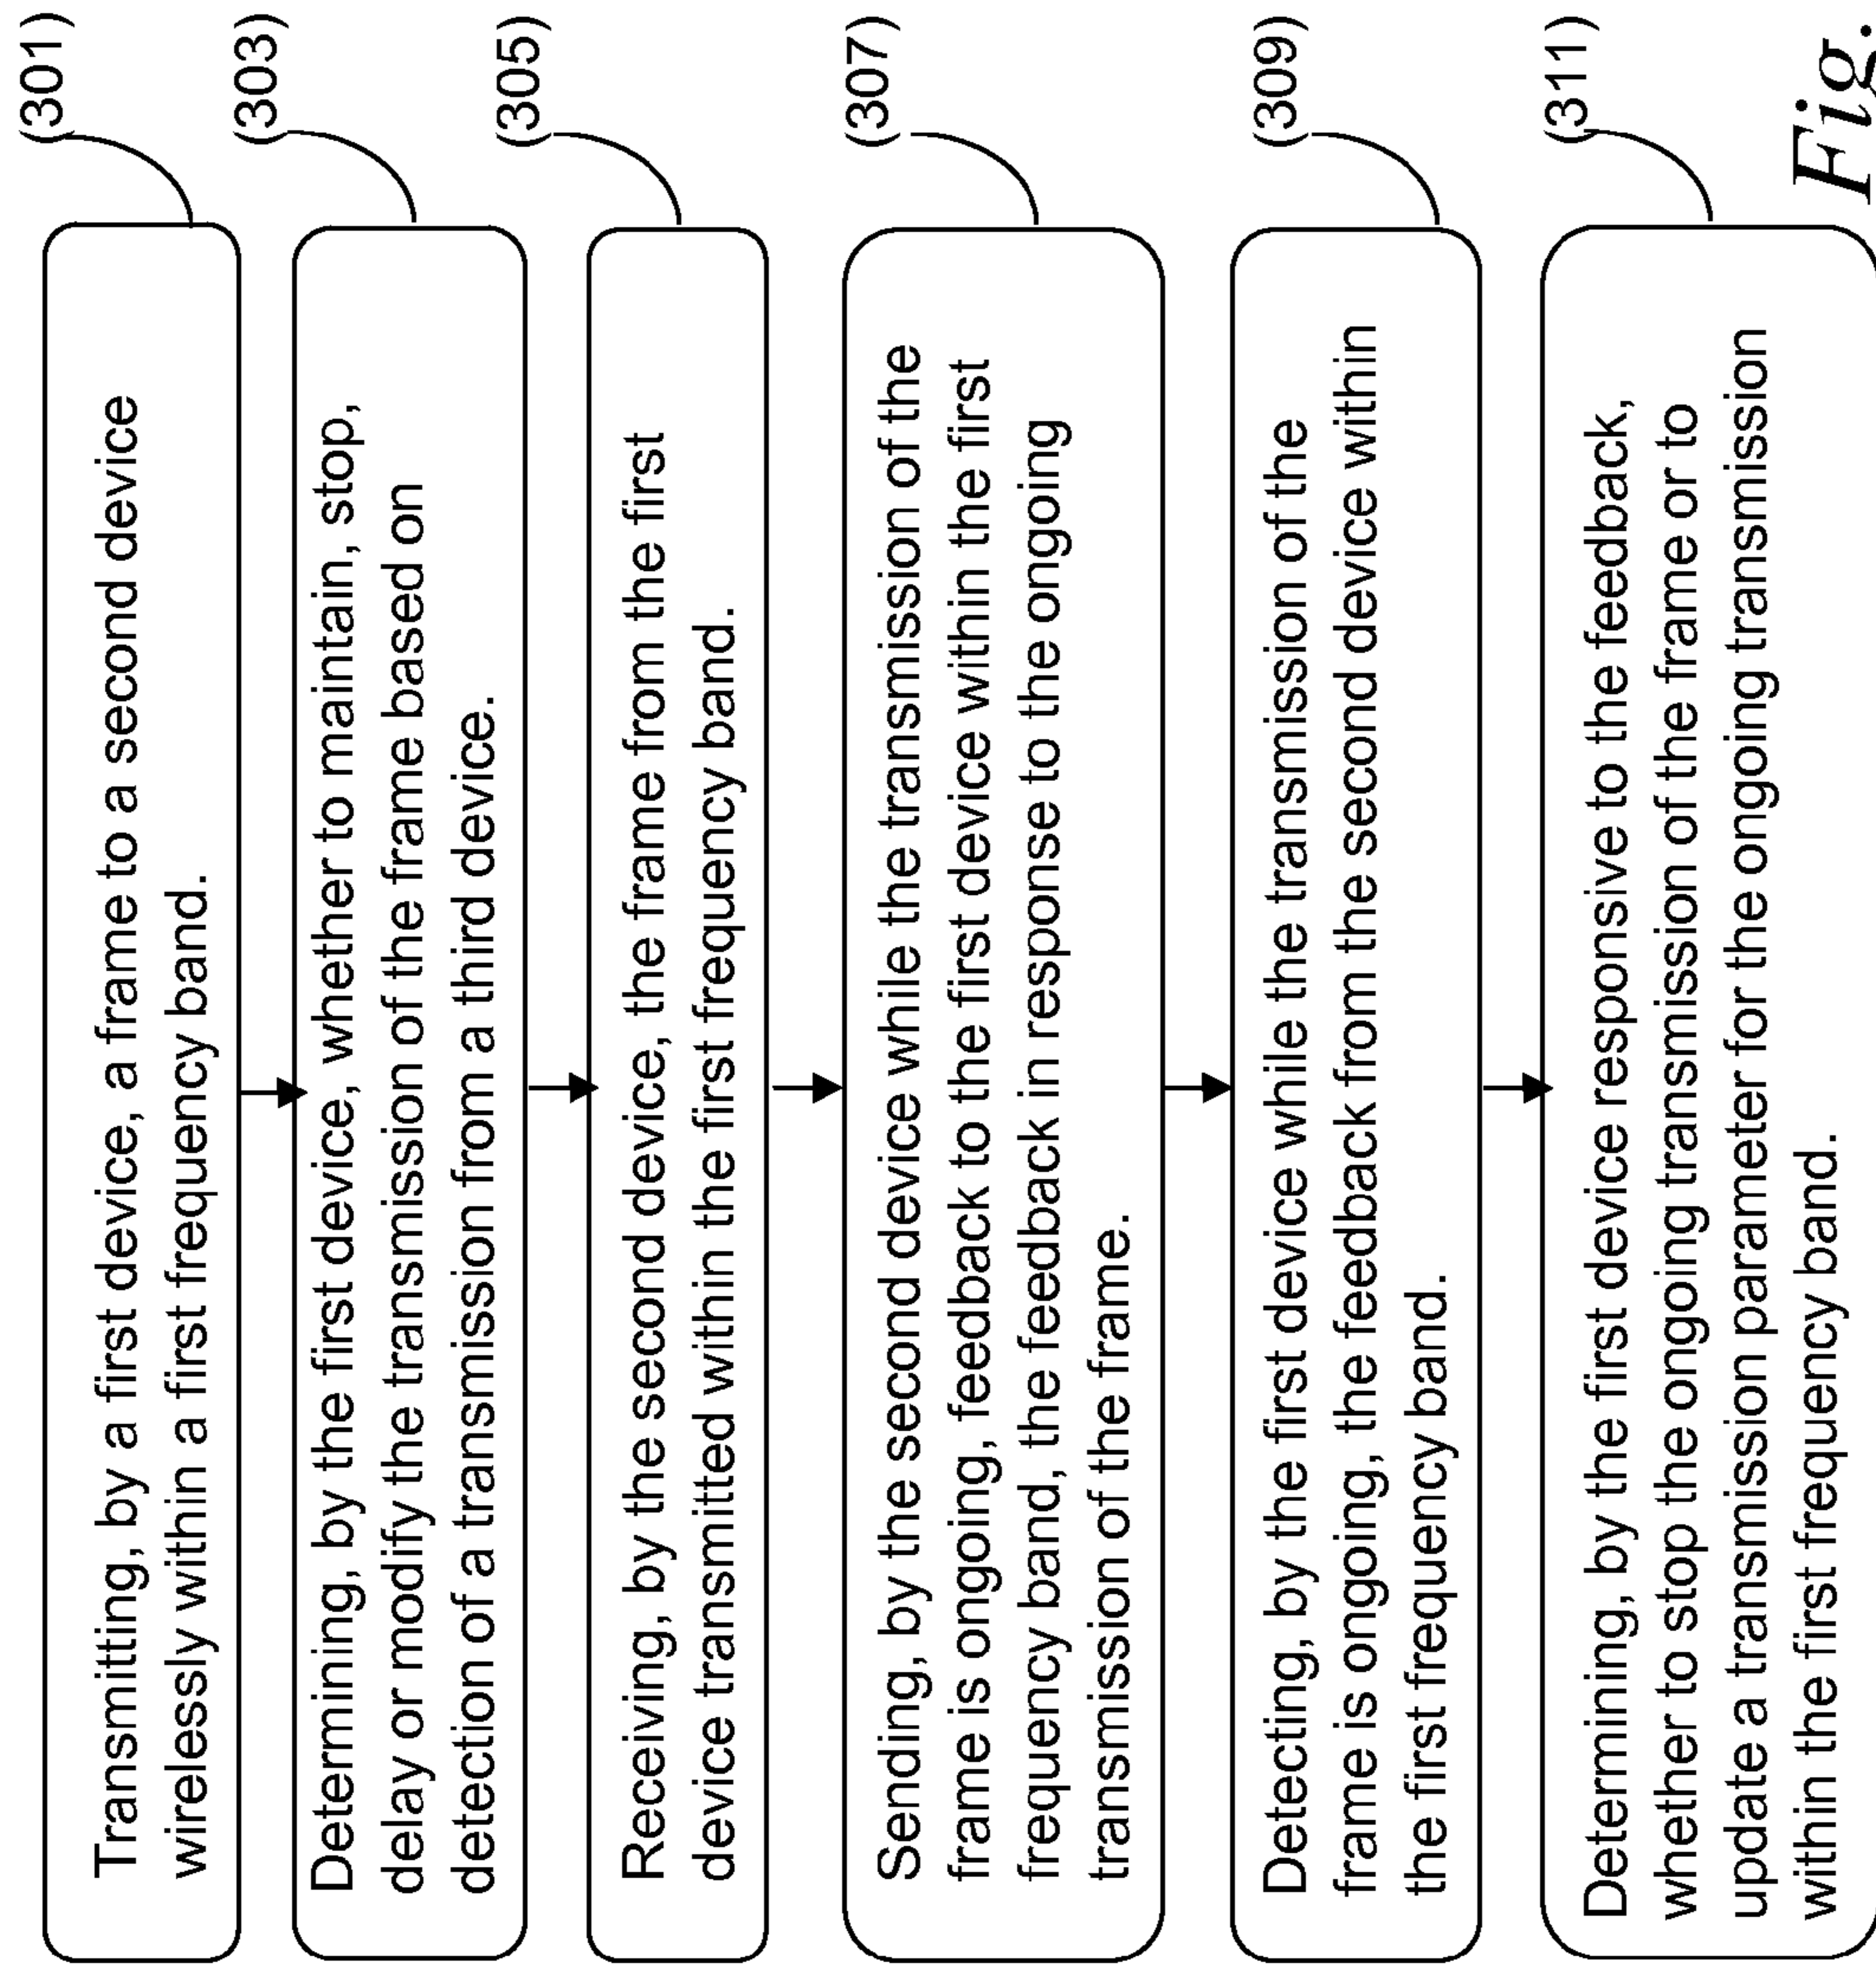 Transmitting, by a first device, a frame to a second device
wirelessly within a first frequency band.
(301)
Determining, by the first device, whether to maintain, stop,
delay or modify the transmission of the frame based on
detection of a transmission from a third device.
(303)
Receiving, by the second device, the frame from the first
device transmitted within the first frequency band.
(305)
Sending, by the second device while the transmission of the
frame is ongoing, feedback to the first device within the first
frequency band, the feedback in response to the ongoing
transmission of the frame.
(307)
Detecting, by the first device while the transmission of the
frame is ongoing, the feedback from the second device within
the first frequency band.
(309)
Determining, by the first device responsive to the feedback,
whether to stop the ongoing transmission of the frame or to
update a transmission parameter for the ongoing transmission
within the first frequency band.
(311)
Fig.